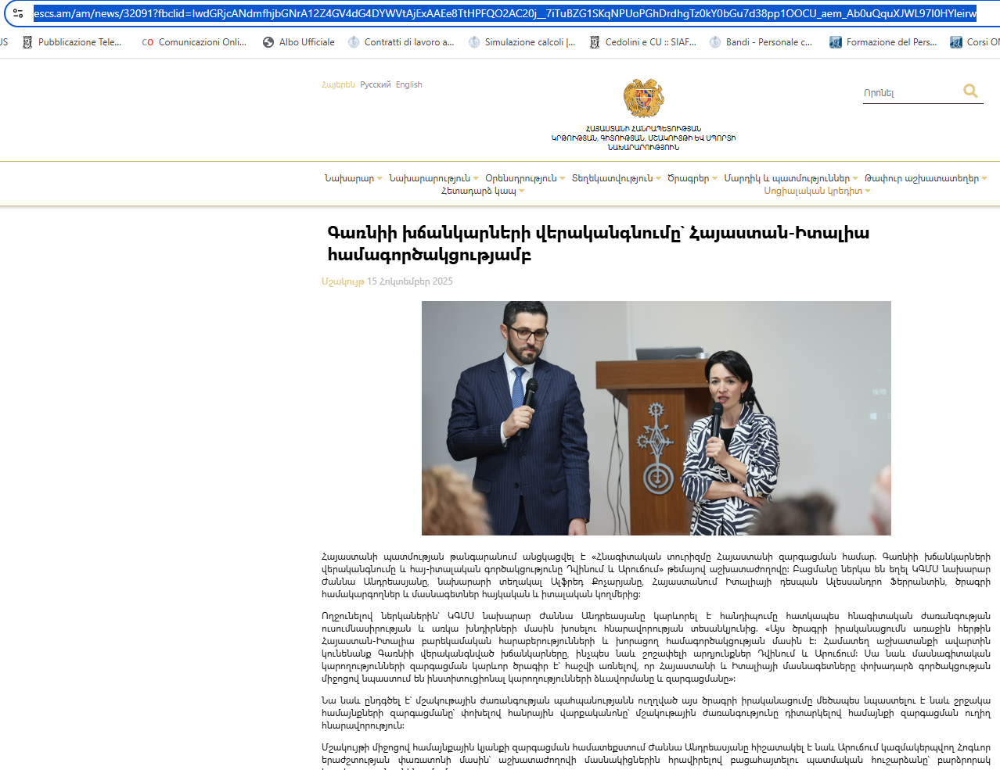 escs.am/am/news/32091?fbclid=IwdGRjcANdmfhjbGNrA12Z4GV4dG4DYWVtAjExAAEe8TtHPFQO2AC20j__7iTuBZG1SKqNPUoPGhDrdhgTz0kY0bGu7d38pp1OOCU_aem_Ab0uQquXJWL97I0HYleirw
US Pubblicazione Tele... CO Comunicazioni Onli... Albo Ufficiale Contratti di lavoro a... Simulazione calcoli |... Cedolini e CU :: SIAF... Bandi - Personale c... Formazione del Pers... Corsi ON
Հայերեն Русский English
Որոնել
ՀԱՅԱՍՏԱՆԻ ՀԱՆՐԱՊԵՏՈՒԹՅԱՆ
ԿՐԹՈՒԹՅԱՆ, ԳԻՏՈՒԹՅԱՆ, ՄՇԱԿՈՒՅԹԻ ԵՎ ՍՊՈՐՏԻ
ՆԱԽԱՐԱՐՈՒԹՅՈՒՆ
Նախարար Նախարարություն Օրենսդրություն Տեղեկատվություն Ծրագրեր Մարդիկ և պատմություններ Թափուր աշխատատեղեր
Հետադարձ կապ Սոցիալական կրեդիտ
Գառնիի խճանկարների վերականգնումը՝ Հայաստան-Իտալիա
համագործակցությամբ
Մշակույթ 15 Հոկտեմբեր 2025
Հայաստանի պատմության թանգարանում անցկացվել է «Հնագիտական տուրիզմը Հայաստանի զարգացման համար. Գառնիի խճանկարների
վերականգնումը և հայ-իտալական գործակցությունը Դվինում և Արուճում» թեմայով աշխատաժողովը: Բացմանը ներկա են եղել ԿԳՄՍ նախարար
Ժաննա Անդրեասյանը, նախարարի տեղակալ Ալֆրեդ Քոչարյանը, Հայաստանում Իտալիայի դեսպան Ալեսսանդրո Ֆերրանտին, ծրագրի
համակարգողներ և մասնագետներ հայկական և իտալական կողմերից:
Ողջունելով ներկաներին՝ ԿԳՄՍ նախարար Ժաննա Անդրեասյանը կարևորել է հանդիպումը հատկապես հնագիտական ժառանգության
ուսումնասիրության և առկա խնդիրների մասին խոսելու հնարավորության տեսանկյունից. «Այս ծրագրի իրականացումն առաջին հերթին
Հայաստան-Իտալիա բարեկամական հարաբերությունների և խորացող համագործակցության մասին է: Համատեղ աշխատանքի ավարտին
կունենանք Գառնիի վերականգնված խճանկարները, ինչպես նաև շոշափելի արդյունքներ Դվինում և Արուճում: Սա նաև մասնագիտական
կարողությունների զարգացման կարևոր ծրագիր է՝ հաշվի առնելով, որ Հայաստանի և Իտալիայի մասնագետները փոխադարձ գործակցության
միջոցով նպաստում են ինստիտուցիոնալ կարողությունների ձևավորմանը և զարգացմանը»:
Նա նաև ընդգծել է՝ մշակութային ժառանգության պահպանությանն ուղղված այս ծրագրի իրականացումը մեծապես նպաստելու է նաև շրջակա
համայնքների զարգացմանը՝ փոխելով հանրային վարքականոնը՝ մշակութային ժառանգությունը դիտարկելով համայնքի զարգացման ուղիղ
հնարավորություն:
Մշակույթի միջոցով համայնքային կյանքի զարգացման համատեքստում Ժաննա Անդրեասյանը հիշատակել է նաև Արուճում կազմակերպվող Հոգևոր
երաժշտության փառատոնի մասին՝ աշխատաժողովի մասնակիցներին հրավիրելով բացահայտելու պատմական հուշարձանը՝ բարձրորակ